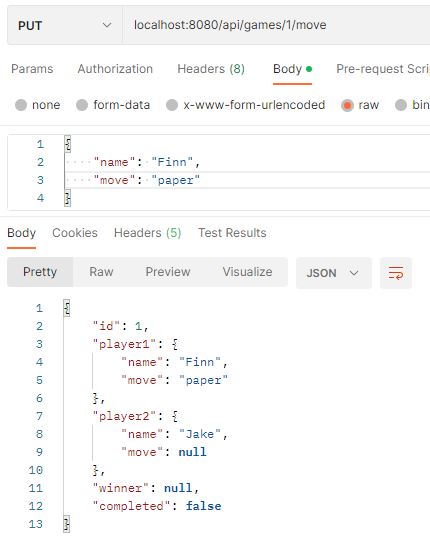 PUT localhost:8080/api/games/1/move
Params Authorization Headers (8) Body Pre-request Scri
none form-data x-www-form-urlencoded raw bin
1 {
2 "name": "Finn",
3 "move": "paper"
4 }
Body Cookies Headers (5) Test Results
Pretty Raw Preview Visualize JSON
1 {
2 "id": 1,
3 "player1": {
4 "name": "Finn",
5 "move": "paper"
6 },
7 "player2": {
8 "name": "Jake",
9 "move": null
10 },
11 "winner": null,
12 "completed": false
13 }